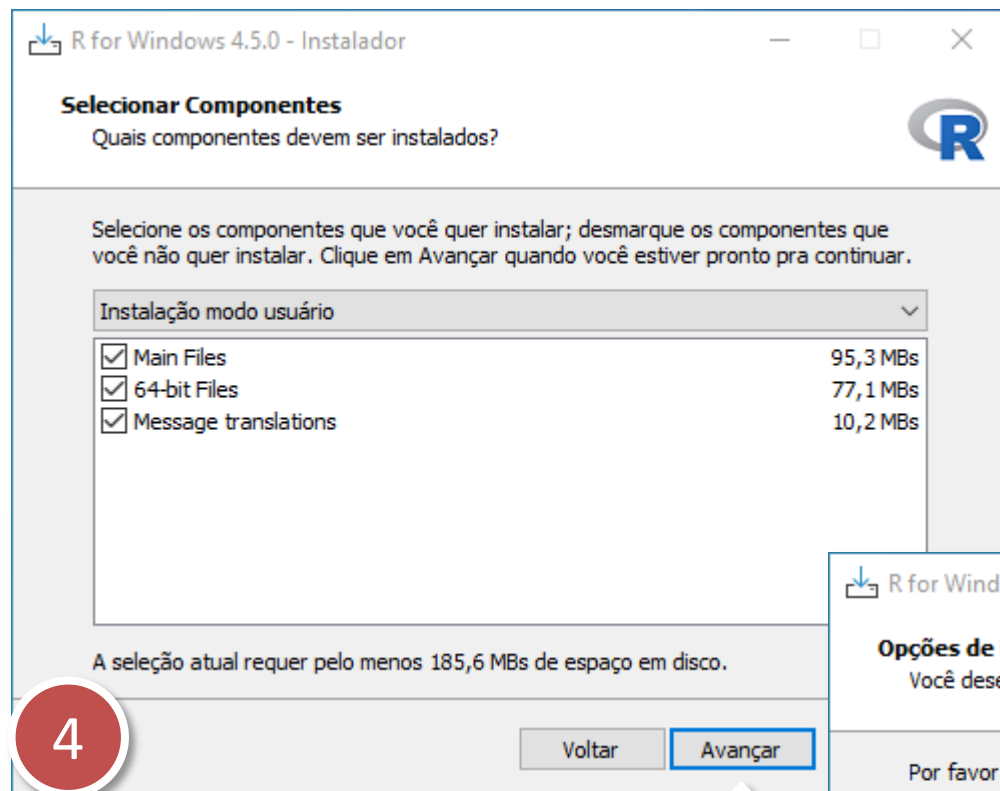 R for Windows 4.5.0 - Instalador
Selecionar Componentes
Quais componentes devem ser instalados?
R
Selecione os componentes que você quer instalar; desmarque os componentes que
você não quer instalar. Clique em Avançar quando você estiver pronto pra continuar.
Instalação modo usuário
Main Files 95,3 MBs
64-bit Files 77,1 MBs
Message translations 10,2 MBs
A seleção atual requer pelo menos 185,6 MBs de espaço em disco.
4
Voltar Avançar
R for Wind
Opções de
Você dese
Por favor